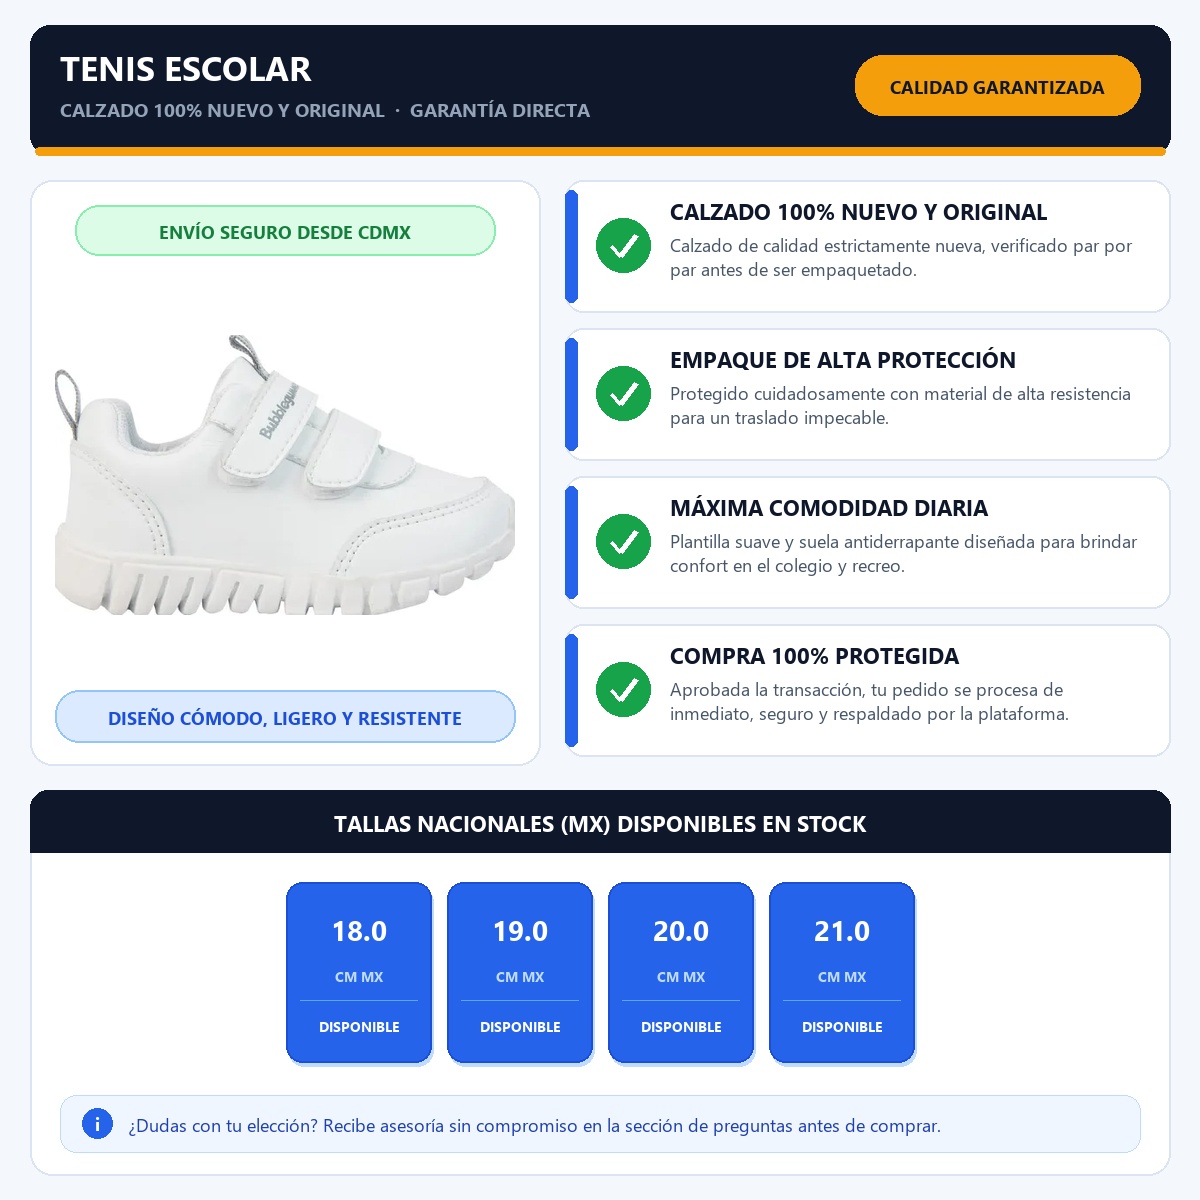 TENIS ESCOLAR
CALZADO 100% NUEVO Y ORIGINAL · GARANTÍA DIRECTA
CALIDAD GARANTIZADA
ENVÍO SEGURO DESDE CDMX
Bubblegum
DISEÑO CÓMODO, LIGERO Y RESISTENTE
CALZADO 100% NUEVO Y ORIGINAL
Calzado de calidad estrictamente nueva, verificado par por
par antes de ser empaquetado.
EMPAQUE DE ALTA PROTECCIÓN
Protegido cuidadosamente con material de alta resistencia
para un traslado impecable.
MÁXIMA COMODIDAD DIARIA
Plantilla suave y suela antiderrapante diseñada para brindar
confort en el colegio y recreo.
COMPRA 100% PROTEGIDA
Aprobada la transacción, tu pedido se procesa de
inmediato, seguro y respaldado por la plataforma.
TALLAS NACIONALES (MX) DISPONIBLES EN STOCK
18.0
CM MX
DISPONIBLE
19.0
CM MX
DISPONIBLE
20.0
CM MX
DISPONIBLE
21.0
CM MX
DISPONIBLE
¿Dudas con tu elección? Recibe asesoría sin compromiso en la sección de preguntas antes de comprar.